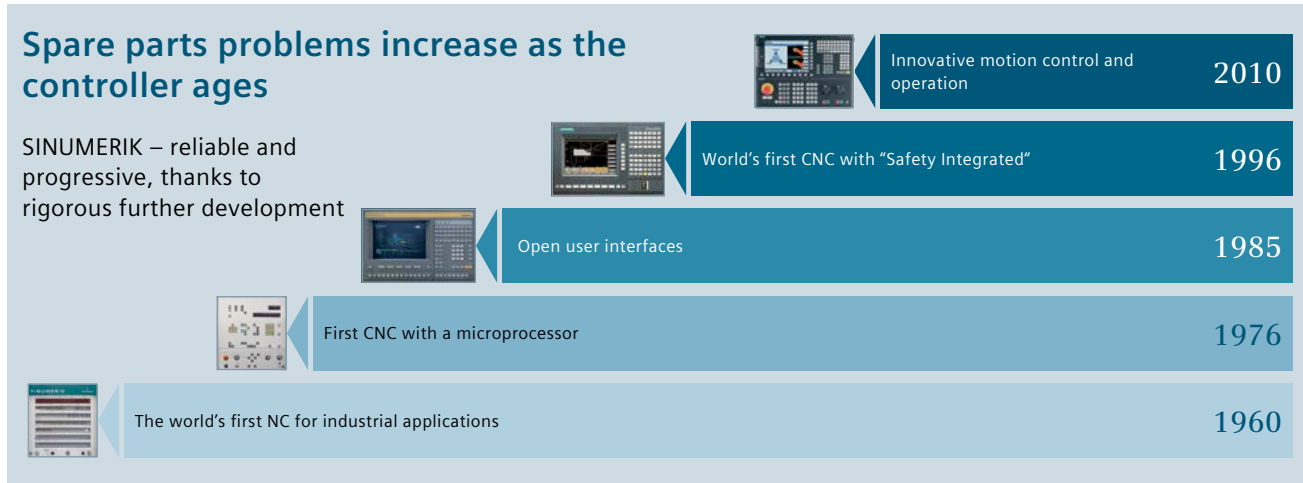 Spare parts problems increase as the
controller ages
SINUMERIK – reliable and
progressive, thanks to
rigorous further development
Innovative motion control and
operation
2010
World's first CNC with “Safety Integrated“
1996
Open user interfaces
1985
First CNC with a microprocessor
1976
SINUMERIK
The world's first NC for industrial applications
1960